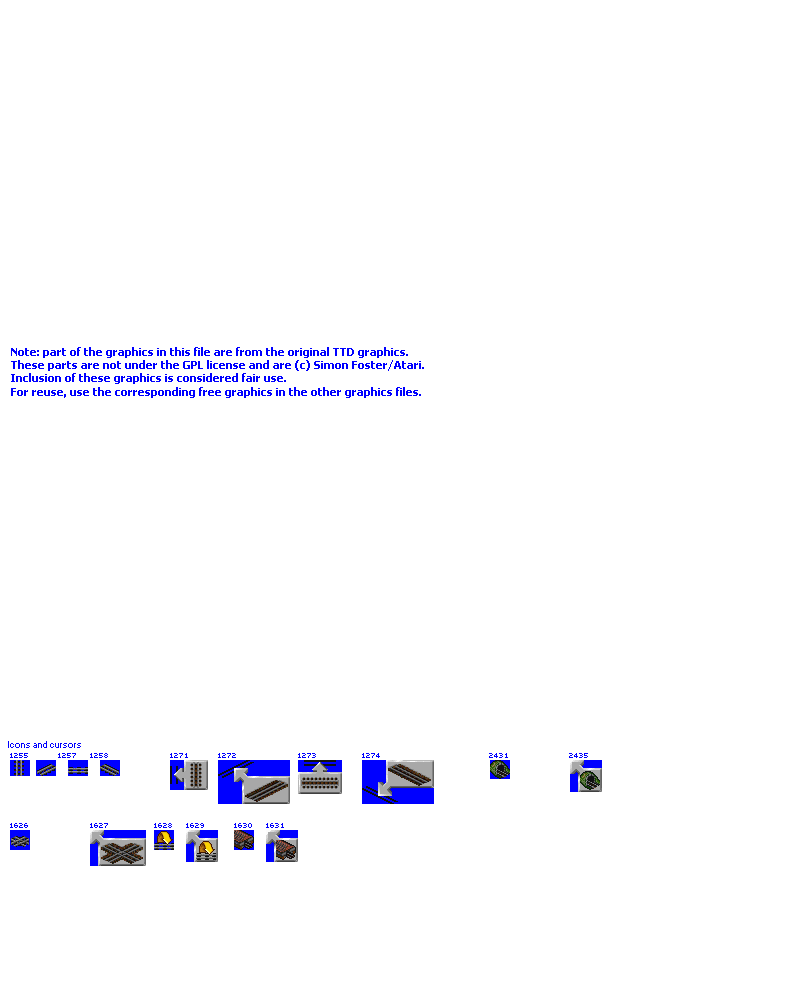 Note: part of the graphics in this file are from the original TTD graphics.
These parts are not under the GPL license and are (c) Simon Foster/Atari.
Inclusion of these graphics is considered fair use.
For reuse, use the corresponding free graphics in the other graphics files.
Icons and cursors
1255 1257 1258 1271 1272 1273 1274 2431 2435
1626 1627 1628 1629 1630 1631